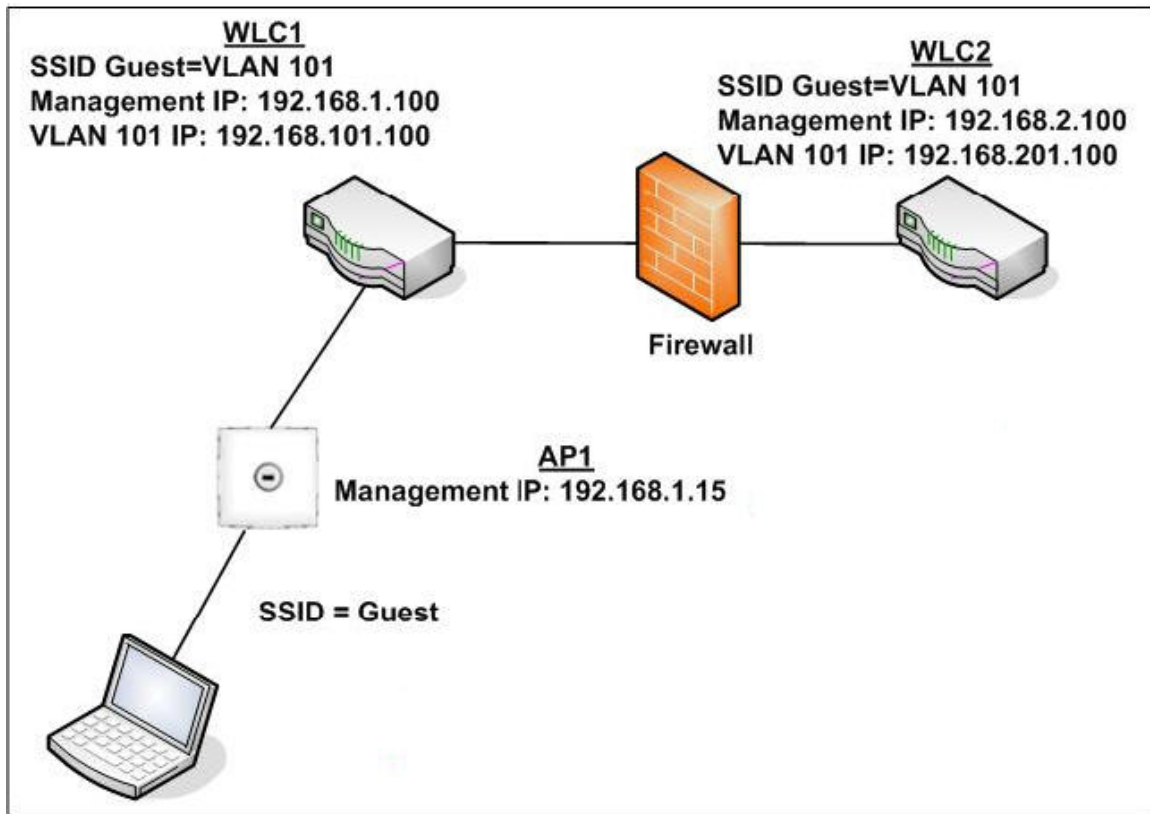 WLC1
SSID Guest=VLAN 101
Management IP: 192.168.1.100
VLAN 101 IP: 192.168.101.100
WLC2
SSID Guest=VLAN 101
Management IP: 192.168.2.100
VLAN 101 IP: 192.168.201.100
Firewall
AP1
Management IP: 192.168.1.15
SSID = Guest